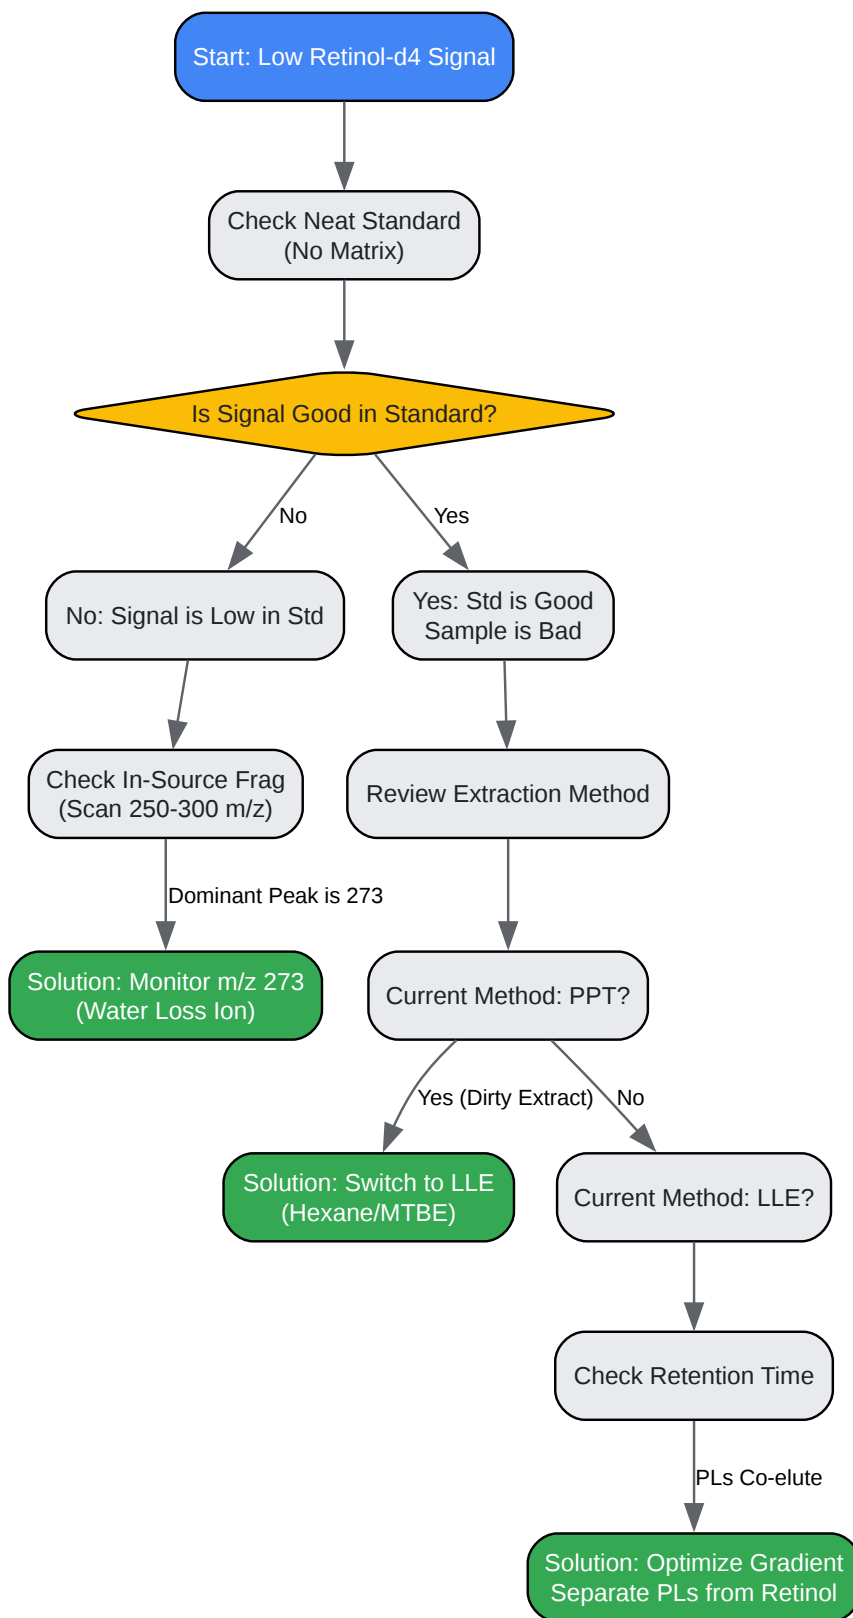 Start: Low Retinol-d4 Signal
Check Neat Standard
(No Matrix)
Is Signal Good in Standard?
No
Yes
No: Signal is Low in Std
Yes: Std is Good
Sample is Bad
Check In-Source Frag
(Scan 250-300 m/z)
Review Extraction Method
Dominant Peak is 273
Solution: Monitor m/z 273
(Water Loss Ion)
Current Method: PPT?
Yes (Dirty Extract)
No
Solution: Switch to LLE
(Hexane/MTBE)
Current Method: LLE?
Check Retention Time
PLs Co-elute
Solution: Optimize Gradient
Separate PLs from Retinol